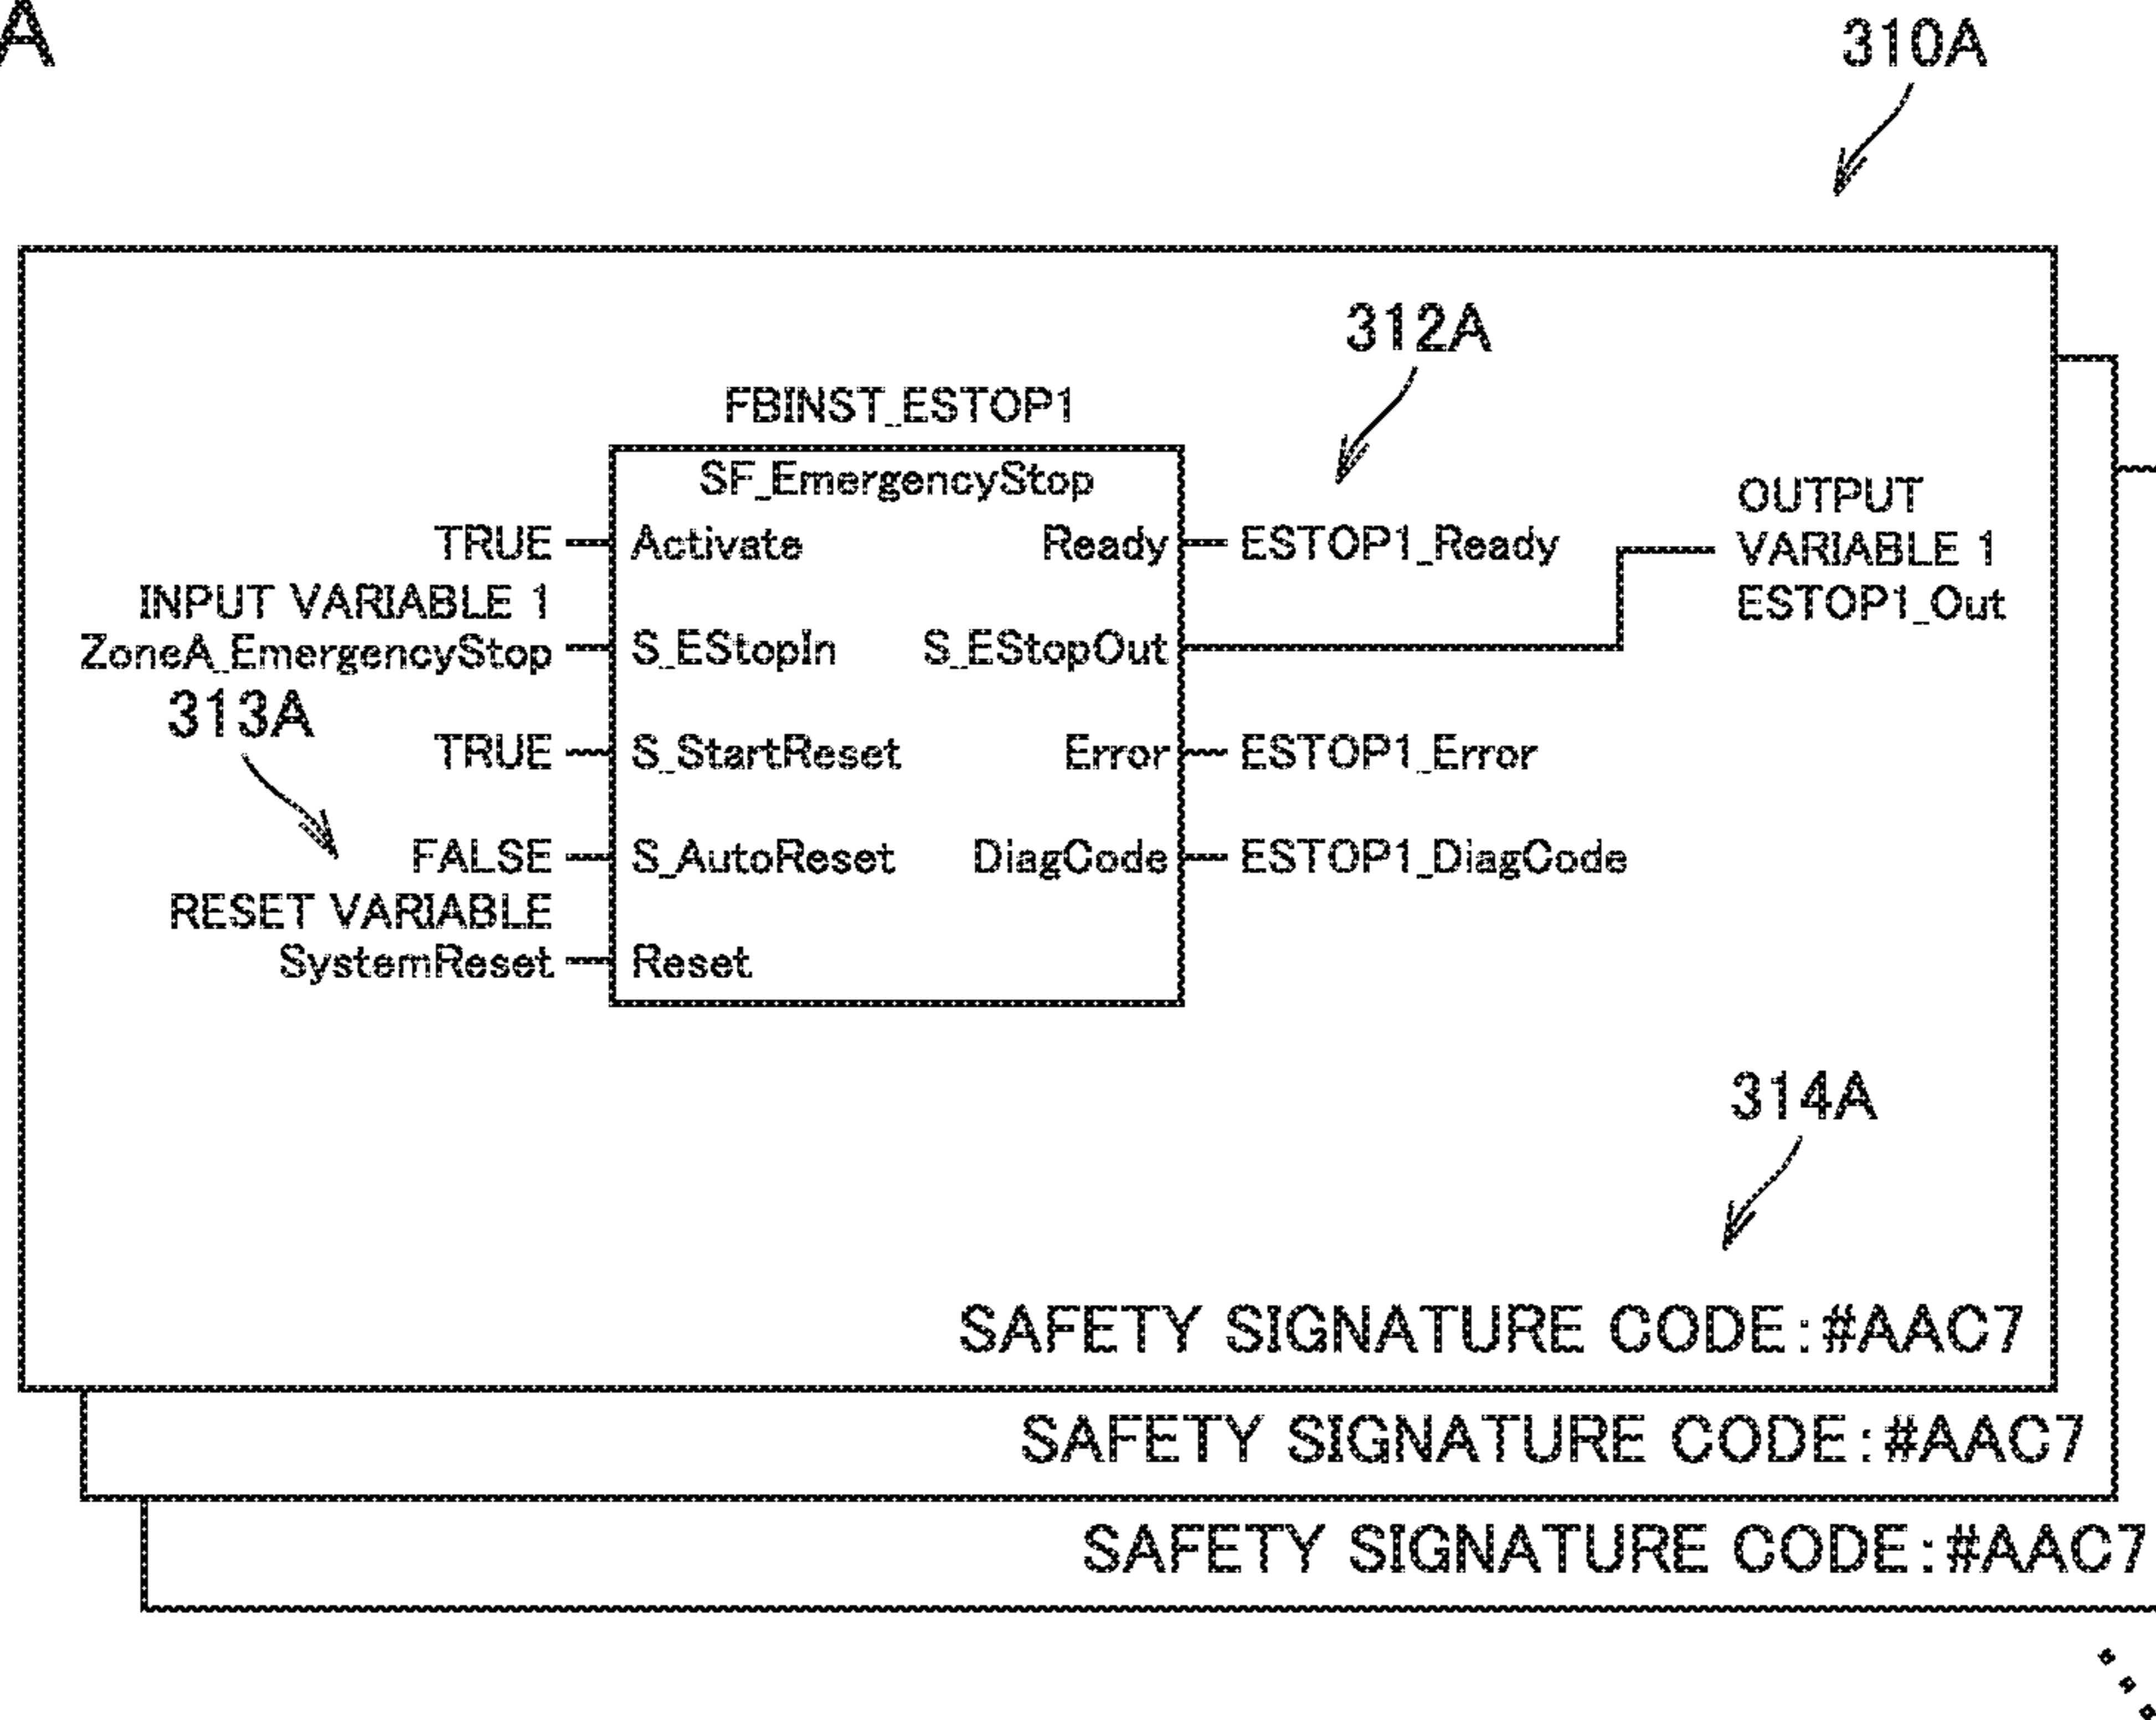 A
310A
312A
FBINST_ESTOP1
SF_EmergencyStop
OUTPUT
VARIABLE 1
ESTOP1_Out
TRUE Activate Ready ESTOP1_Ready
INPUT VARIABLE 1
ZoneA_EmergencyStop S_EStopIn S_EStopOut
313A
TRUE S_StartReset Error ESTOP1_Error
FALSE S_AutoReset DiagCode ESTOP1_DiagCode
RESET VARIABLE
SystemReset Reset
314A
SAFETY SIGNATURE CODE:#AAC7
SAFETY SIGNATURE CODE:#AAC7
SAFETY SIGNATURE CODE:#AAC7